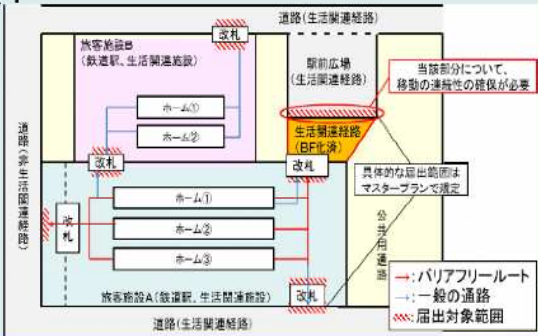 道路(生活関連経路)
改札
旅客施設B
(鉄道駅、生活関連施設)
駅前広場
(生活関連経路)
当該部分について、
移動の連続性の確保が必要
ホーム①
ホーム②
生活関連経路
(BF化済)
道路(非生活関連経路)
改札
改札
具体的な届出範囲は
マスタープランで規定
ホーム①
ホーム②
ホーム③
改札
公共用通路
旅客施設A(鉄道駅、生活関連施設)
改札
→:バリアフリールート
→:一般の通路
:届出対象範囲
道路(生活関連経路)